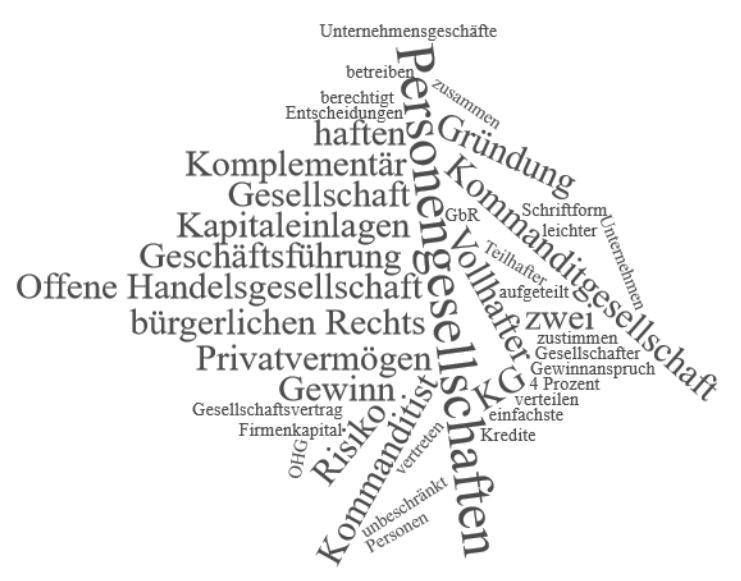 Unternehmensgeschäfte
Personengesellschaften
betreiben
zusammen
berechtigt
Entscheidungen
haften
Gründung
Komplementär
Kommanditgesellschaft
Gesellschaft
Kapitaleinlagen
GbR
Schriftform
leichter
Unternehmen
Vollhafter
Teilhafter
Geschäftsführung
Offene Handelsgesellschaft
aufgeteilt
bürgerlichen Rechts
zwei
zustimmen
Gesellschafter
Privatvermögen
Gewinnanspruch
KG
4 Prozent
Gewinn
verteilen
Gesellschaftsvertrag
einfachste
Firmenkapital
Kredite
OHG
Risiko
Kommanditist
vertreten
unbeschränkt
Personen